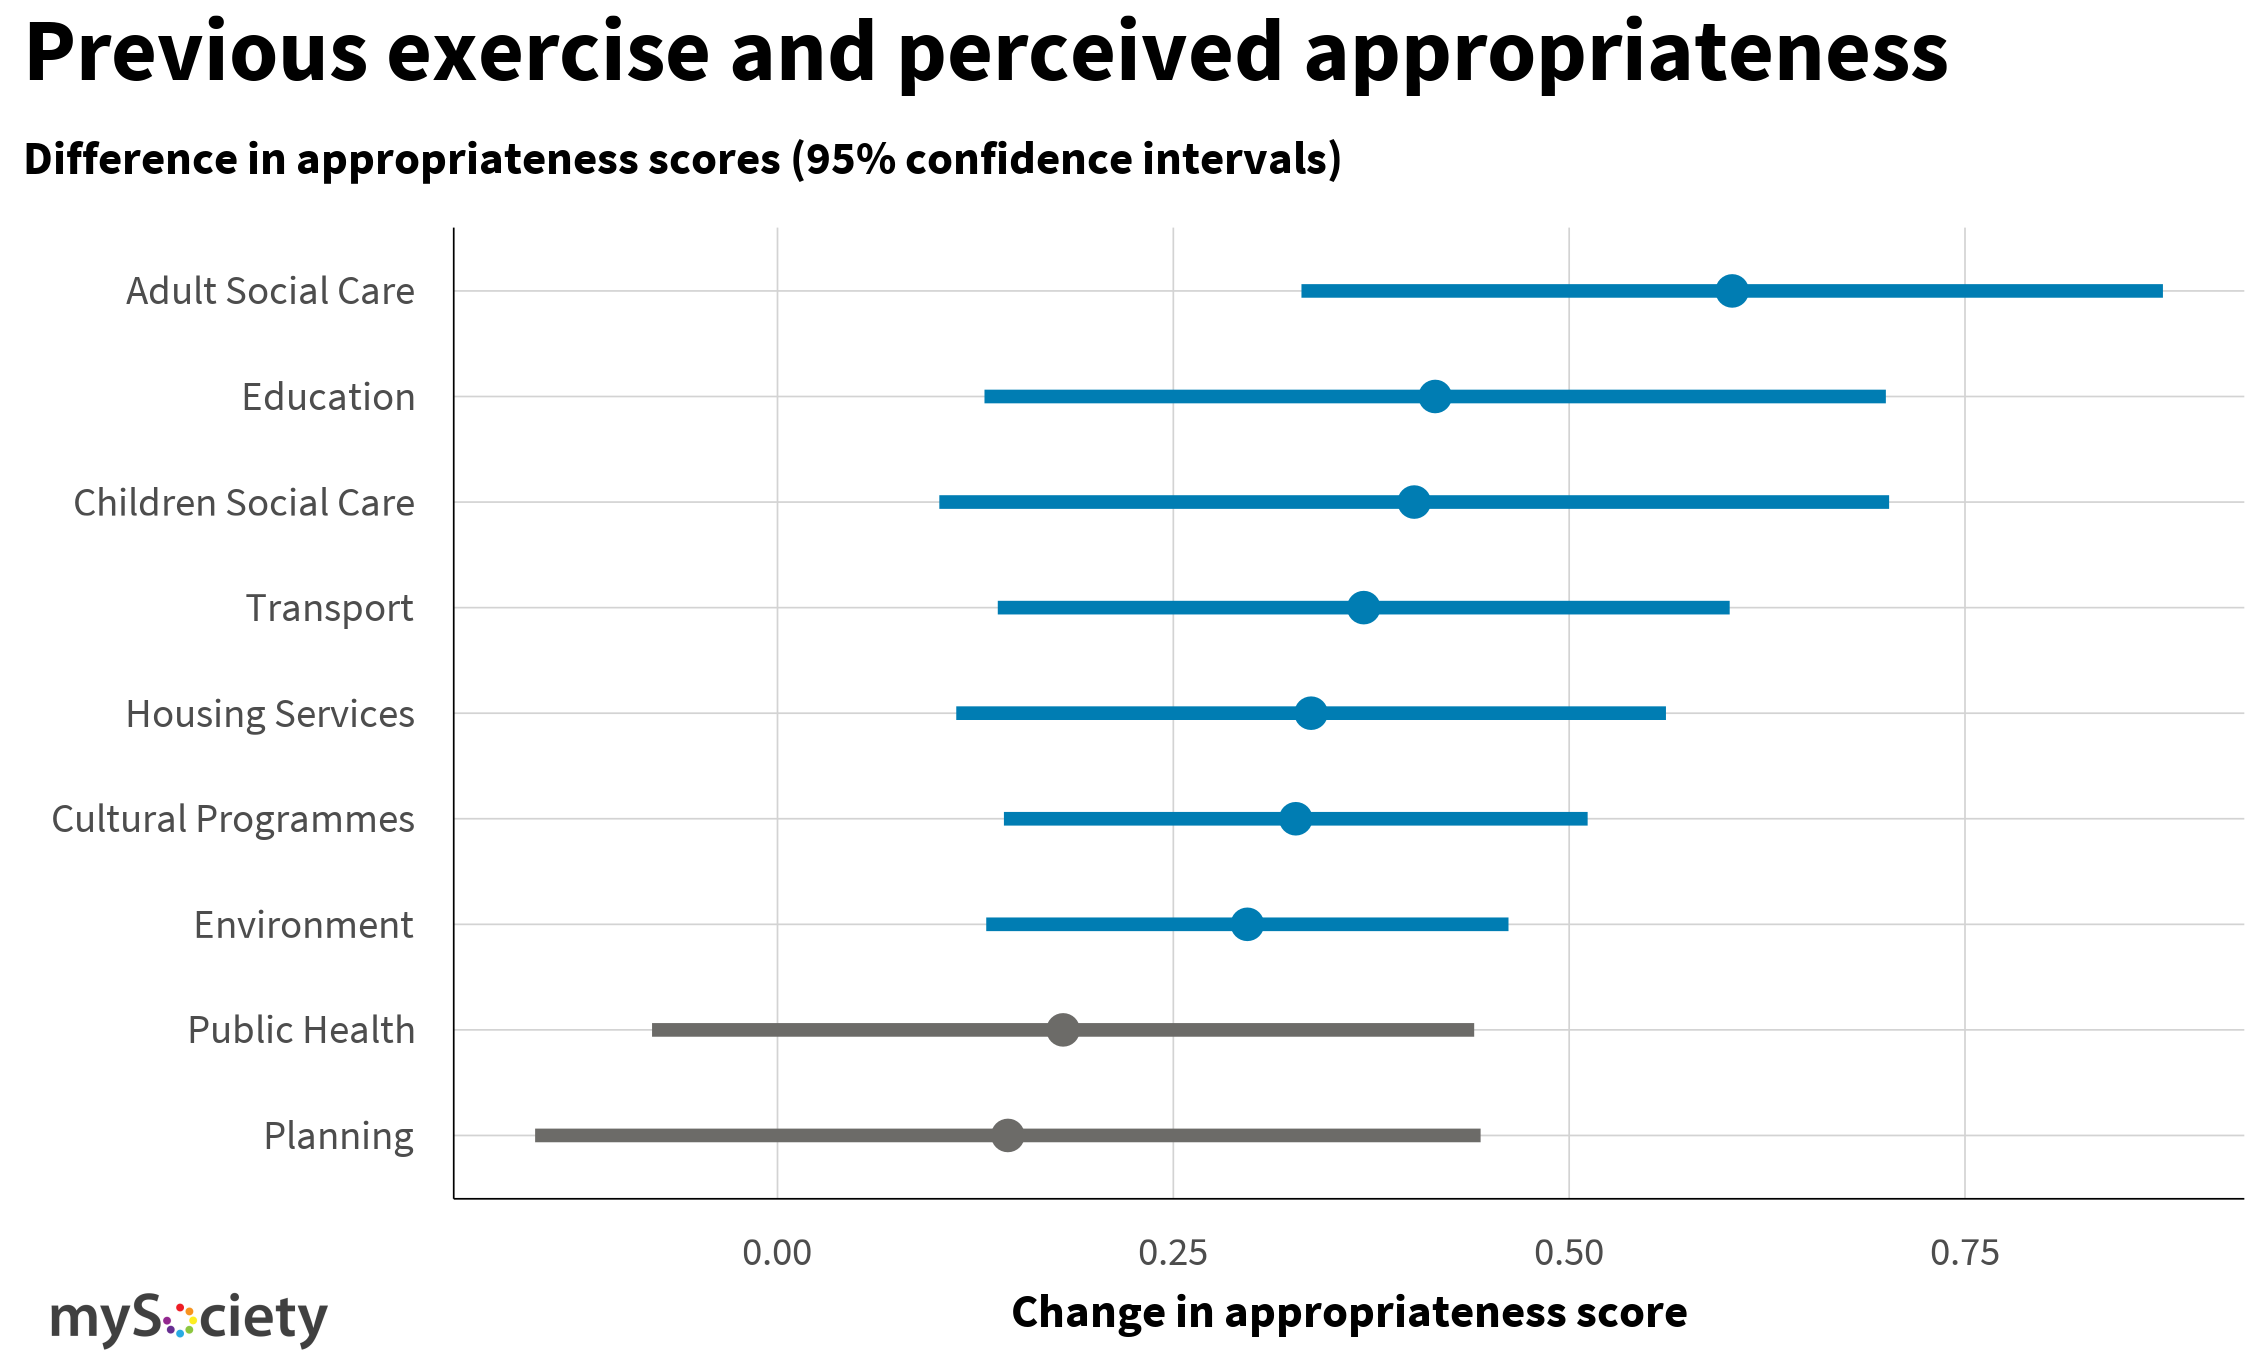 Previous exercise and perceived appropriateness
Difference in appropriateness scores (95% confidence intervals)
Adult Social Care
Education
Children Social Care
Transport
Housing Services
Cultural Programmes
Environment
Public Health
Planning
0.00 0.25 0.50 0.75
Change in appropriateness score
mySociety